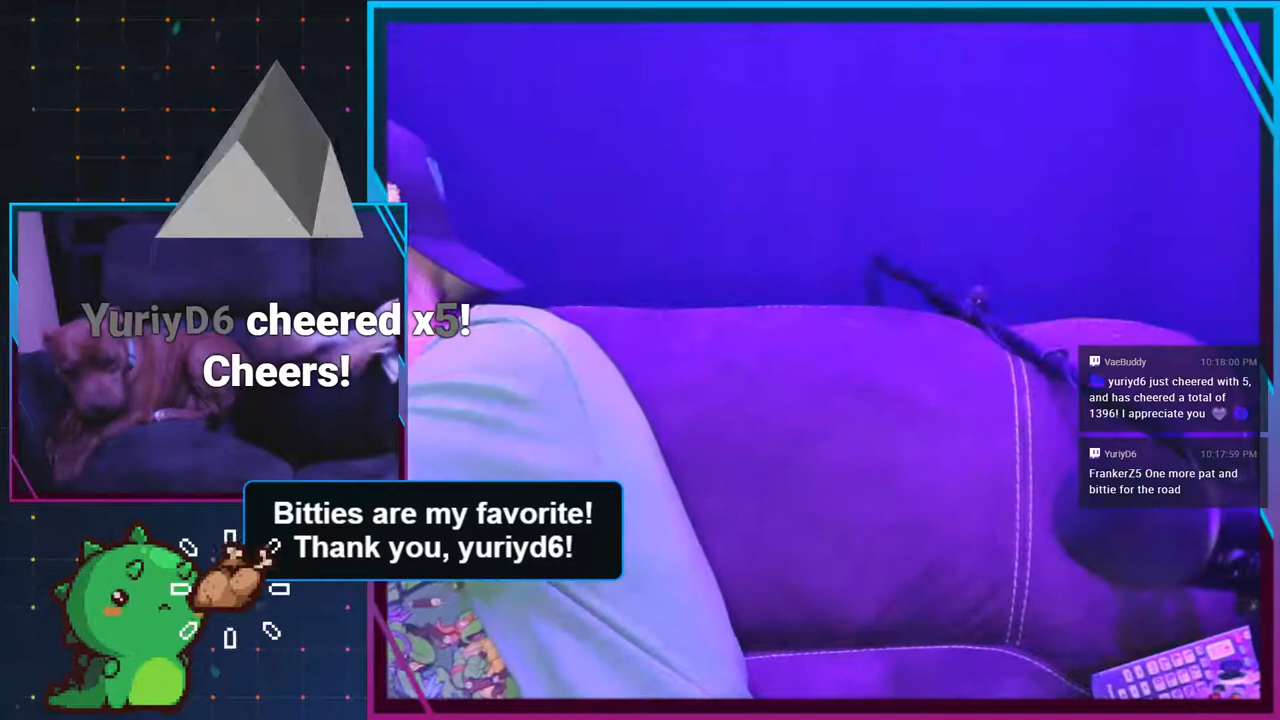 YuriyD6 cheered x5!
Cheers!
Bitties are my favorite!
Thank you, yuriyd6!
VaeBuddy 10:18:00 PM
yuriyd6 just cheered with 5,
and has cheered a total of
1396! I appreciate you
YuriyD6 10:17:59 PM
FrankerZ5 One more pat and
bittie for the road